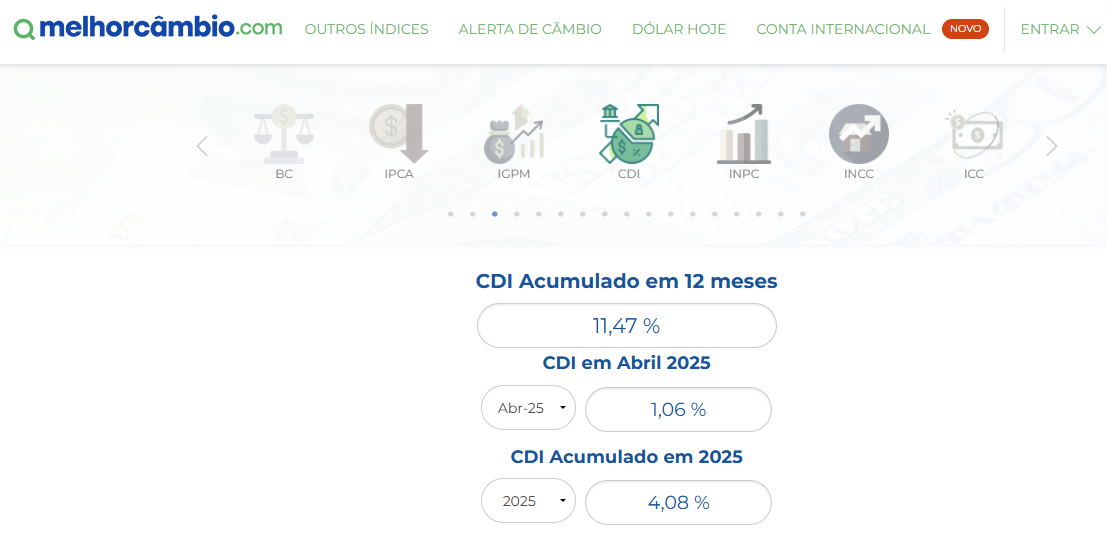 melhorcâmbio.com OUTROS ÍNDICES ALERTA DE CÂMBIO DÓLAR HOJE CONTA INTERNACIONAL NOVO ENTRAR
BC IPCA IGPM CDI INPC INCC ICC
CDI Acumulado em 12 meses
11,47 %
CDI em Abril 2025
Abr-25 1,06 %
CDI Acumulado em 2025
2025 4,08 %